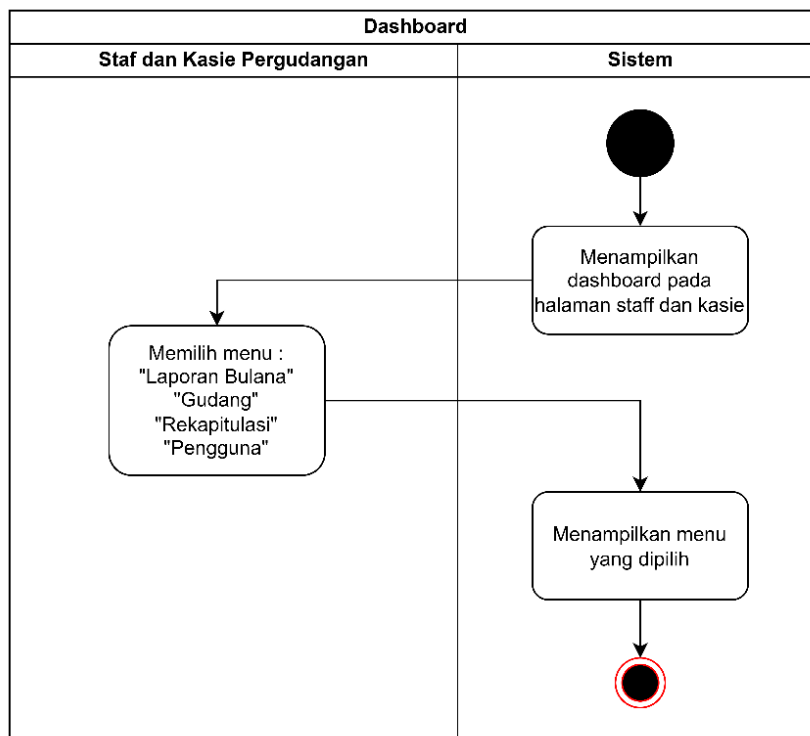 Dashboard
Staf dan Kasie Pergudangan
Sistem
Menampilkan
dashboard pada
halaman staff dan kasie
Memilih menu :
"Laporan Bulana"
"Gudang"
"Rekapitulasi"
"Pengguna"
Menampilkan menu
yang dipilih